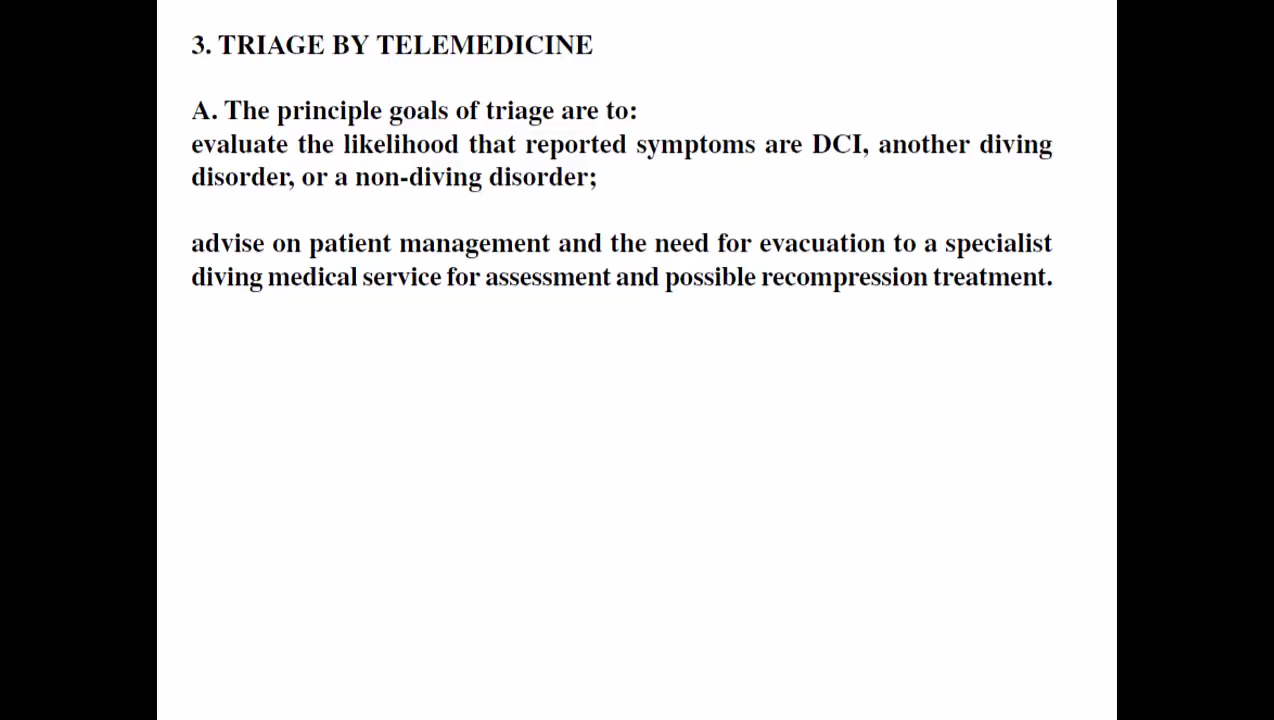 3. TRIAGE BY TELEMEDICINE
A. The principle goals of triage are to:
evaluate the likelihood that reported symptoms are DCI, another diving
disorder, or a non-diving disorder;
advise on patient management and the need for evacuation to a specialist
diving medical service for assessment and possible recompression treatment.